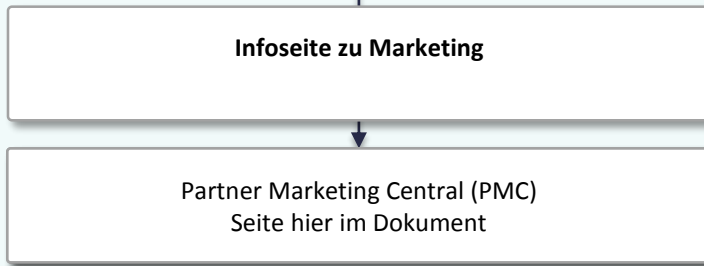 Infoseite zu Marketing
Partner Marketing Central (PMC)
Seite hier im Dokument